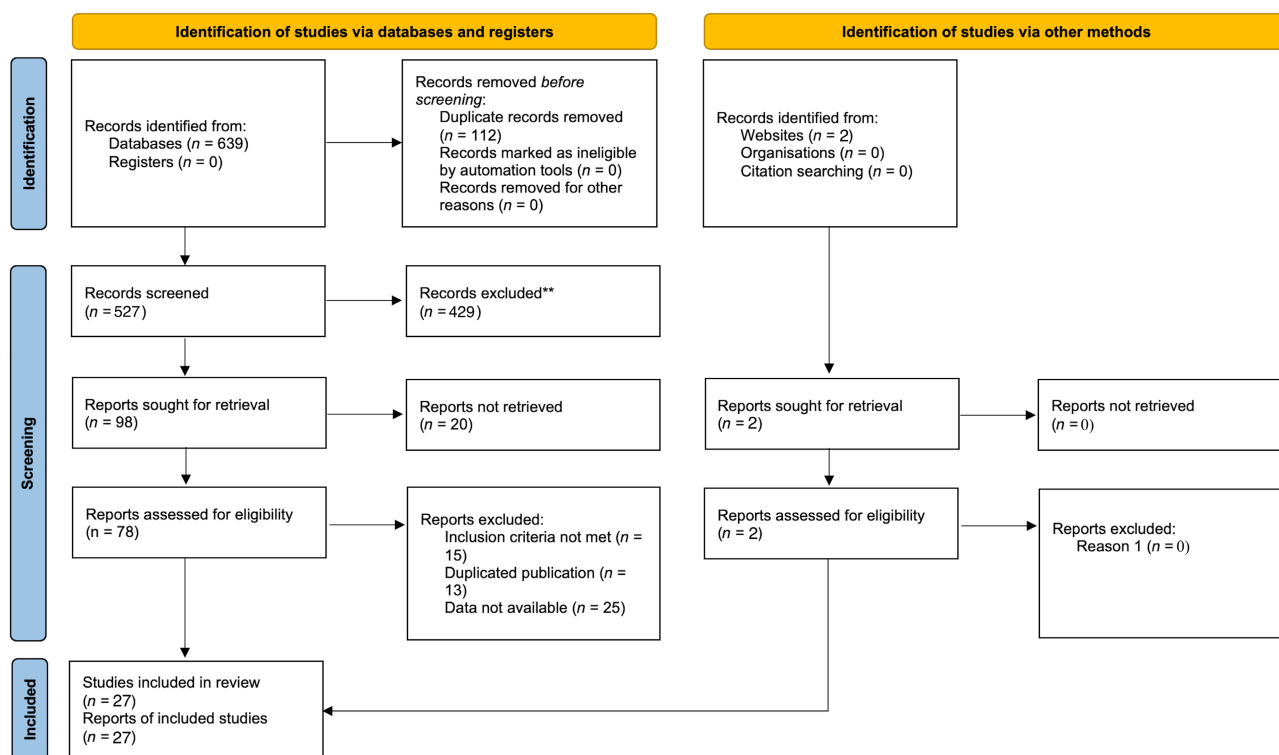 Identification of studies via databases and registers
Identification of studies via other methods
Identification
Records identified from:
Databases (n = 639)
Registers (n = 0)
Records removed before
screening:
Duplicate records removed
(n = 112)
Records marked as ineligible
by automation tools (n = 0)
Records removed for other
reasons (n = 0)
Records identified from:
Websites (n = 2)
Organisations (n = 0)
Citation searching (n = 0)
Screening
Records screened
(n = 527)
Records excluded**
(n = 429)
Reports sought for retrieval
(n = 98)
Reports not retrieved
(n = 20)
Reports sought for retrieval
(n = 2)
Reports not retrieved
(n = 0)
Reports assessed for eligibility
(n = 78)
Reports excluded:
Inclusion criteria not met (n =
15)
Duplicated publication (n =
13)
Data not available (n = 25)
Reports assessed for eligibility
(n = 2)
Reports excluded:
Reason 1 (n = 0)
Included
Studies included in review
(n = 27)
Reports of included studies
(n = 27)